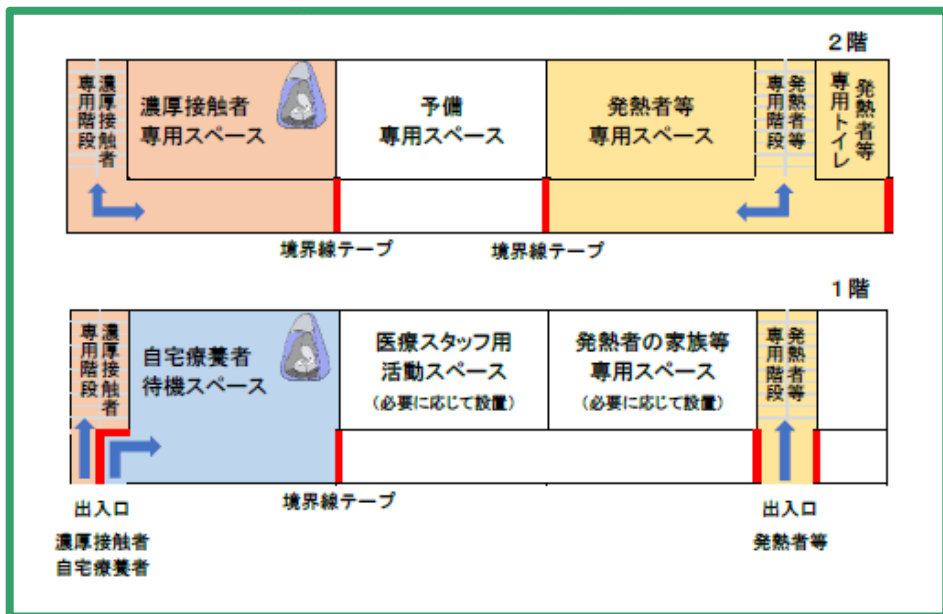 2階
濃厚接触者
専用階段
濃厚接触者
専用スペース
予備
専用スペース
発熱者等
専用スペース
発熱者等
専用階段
発熱者等
専用トイレ
境界線テープ
境界線テープ
1階
濃厚接触者
専用階段
自宅療養者
待機スペース
医療スタッフ用
活動スペース
(必要に応じて設置)
発熱者の家族等
専用スペース
(必要に応じて設置)
発熱者等
専用階段
出入口
濃厚接触者
自宅療養者
境界線テープ
出入口
発熱者等